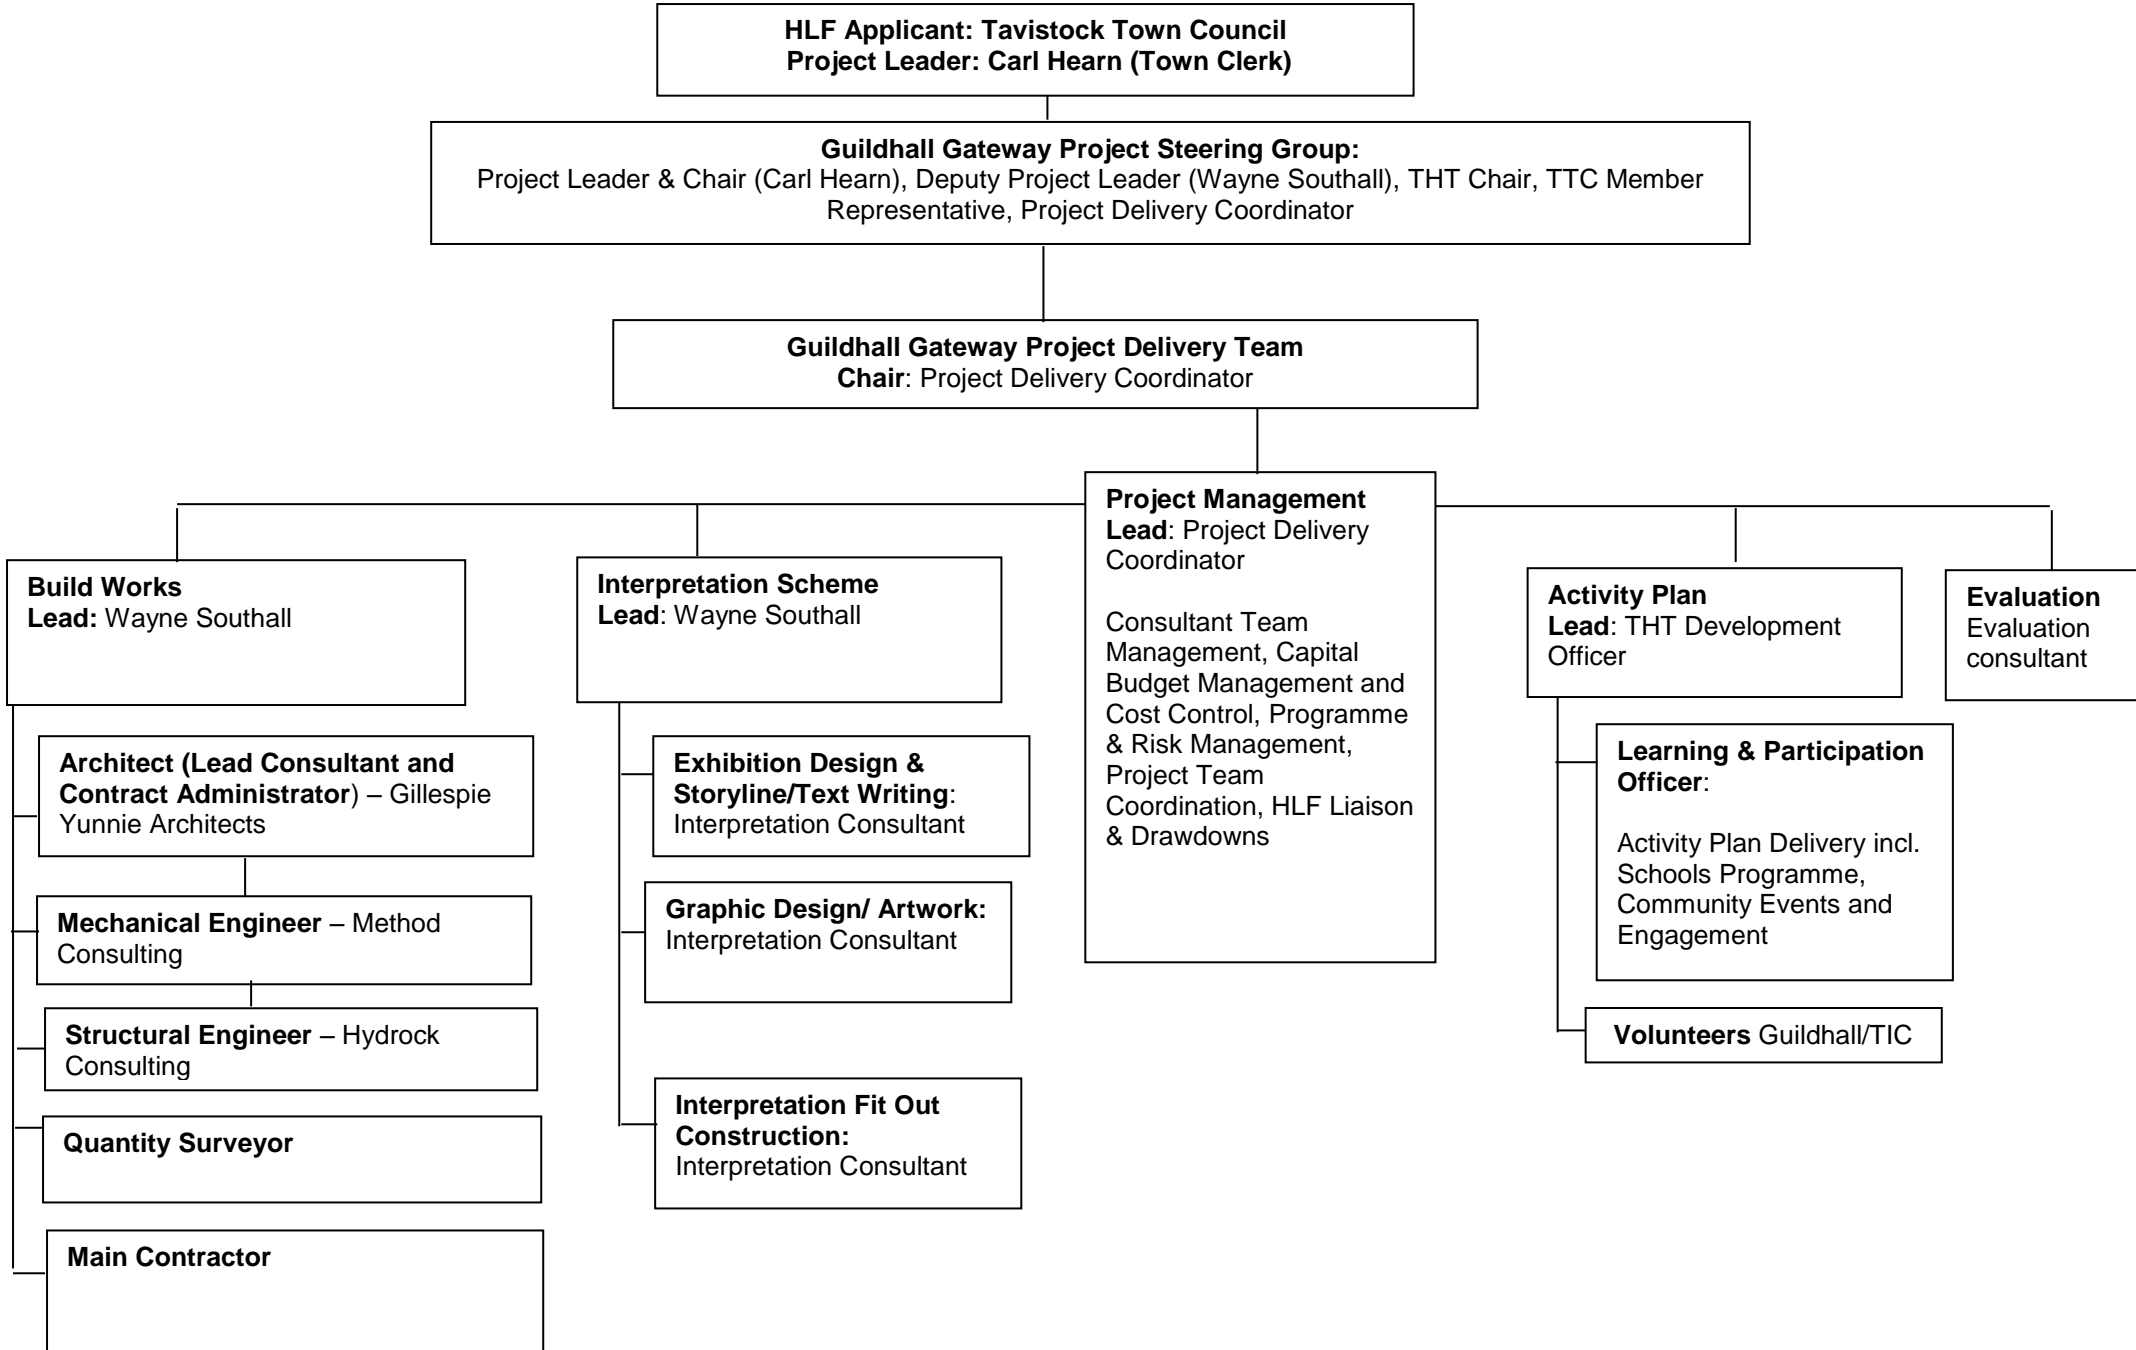 HLF Applicant: Tavistock Town Council
Project Leader: Carl Hearn (Town Clerk)
Guildhall Gateway Project Steering Group:
Project Leader & Chair (Carl Hearn), Deputy Project Leader (Wayne Southall), THT Chair, TTC Member
Representative, Project Delivery Coordinator
Guildhall Gateway Project Delivery Team
Chair: Project Delivery Coordinator
Build Works
Lead: Wayne Southall
Architect (Lead Consultant and
Contract Administrator) – Gillespie
Yunnie Architects
Mechanical Engineer – Method
Consulting
Structural Engineer – Hydrock
Consulting
Quantity Surveyor
Main Contractor
Interpretation Scheme
Lead: Wayne Southall
Exhibition Design &
Storyline/Text Writing:
Interpretation Consultant
Graphic Design/ Artwork:
Interpretation Consultant
Interpretation Fit Out
Construction:
Interpretation Consultant
Project Management
Lead: Project Delivery
Coordinator
Consultant Team
Management, Capital
Budget Management and
Cost Control, Programme
& Risk Management,
Project Team
Coordination, HLF Liaison
& Drawdowns
Activity Plan
Lead: THT Development
Officer
Learning & Participation
Officer:
Activity Plan Delivery incl.
Schools Programme,
Community Events and
Engagement
Volunteers Guildhall/TIC
Evaluation
Evaluation
consultant